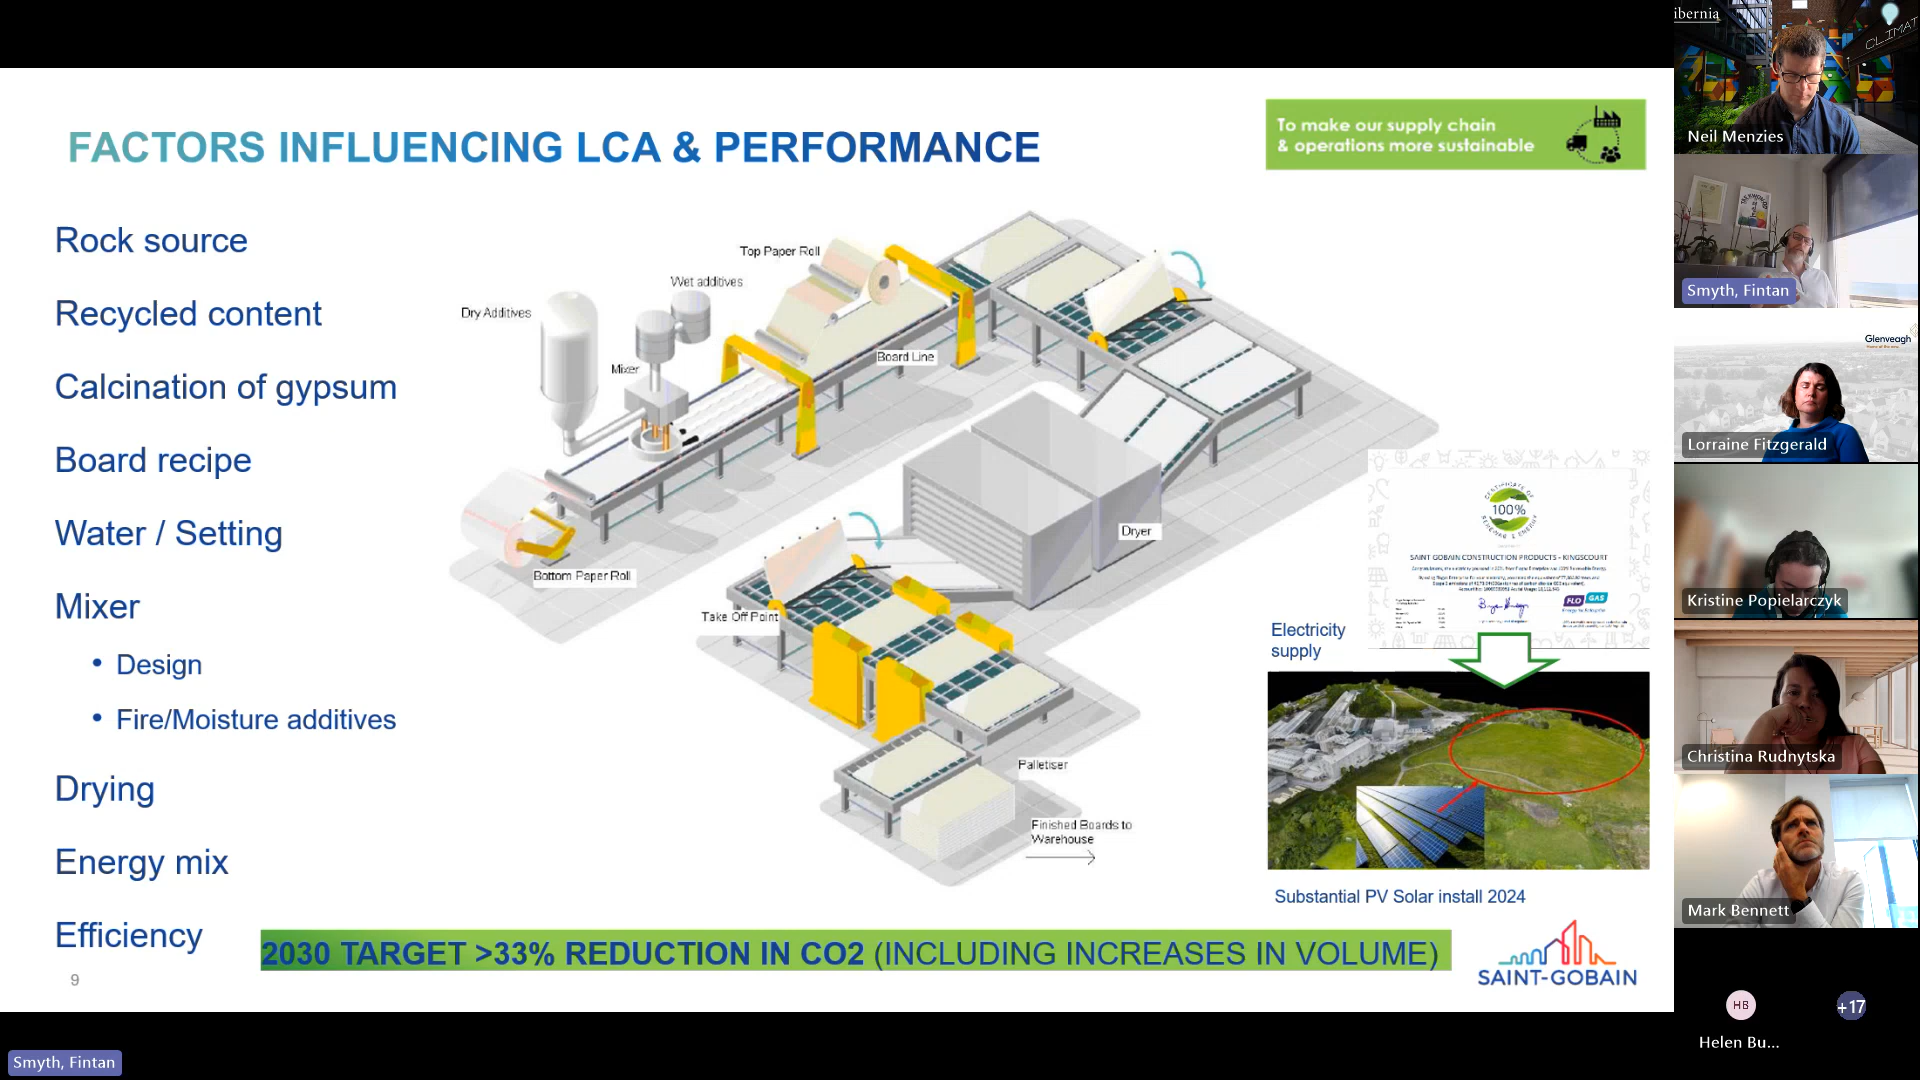 FACTORS INFLUENCING LCA & PERFORMANCE
To make our supply chain
& operations more sustainable
Rock source
Recycled content
Calcination of gypsum
Board recipe
Water / Setting
Mixer
• Design
• Fire/Moisture additives
Drying
Energy mix
Efficiency
Top Paper Roll
Wet additives
Dry Additives
Mixer
Board Line
Bottom Paper Roll
Dryer
Take Off Point
Palletiser
Finished Boards to
Warehouse
CERTIFICATE OF
100%
SAINT GOBAIN CONSTRUCTION PRODUCTS - KINGSCOURT
FLO GAS
Electricity
supply
Substantial PV Solar install 2024
2030 TARGET >33% REDUCTION IN CO2 (INCLUDING INCREASES IN VOLUME)
SAINT-GOBAIN
9
Smyth, Fintan
ibernia
CLIMAT
Neil Menzies
Smyth, Fintan
Glenveagh
Lorraine Fitzgerald
Kristine Popielarczyk
Christina Rudnytska
Mark Bennett
HB
+17
Helen Bu...